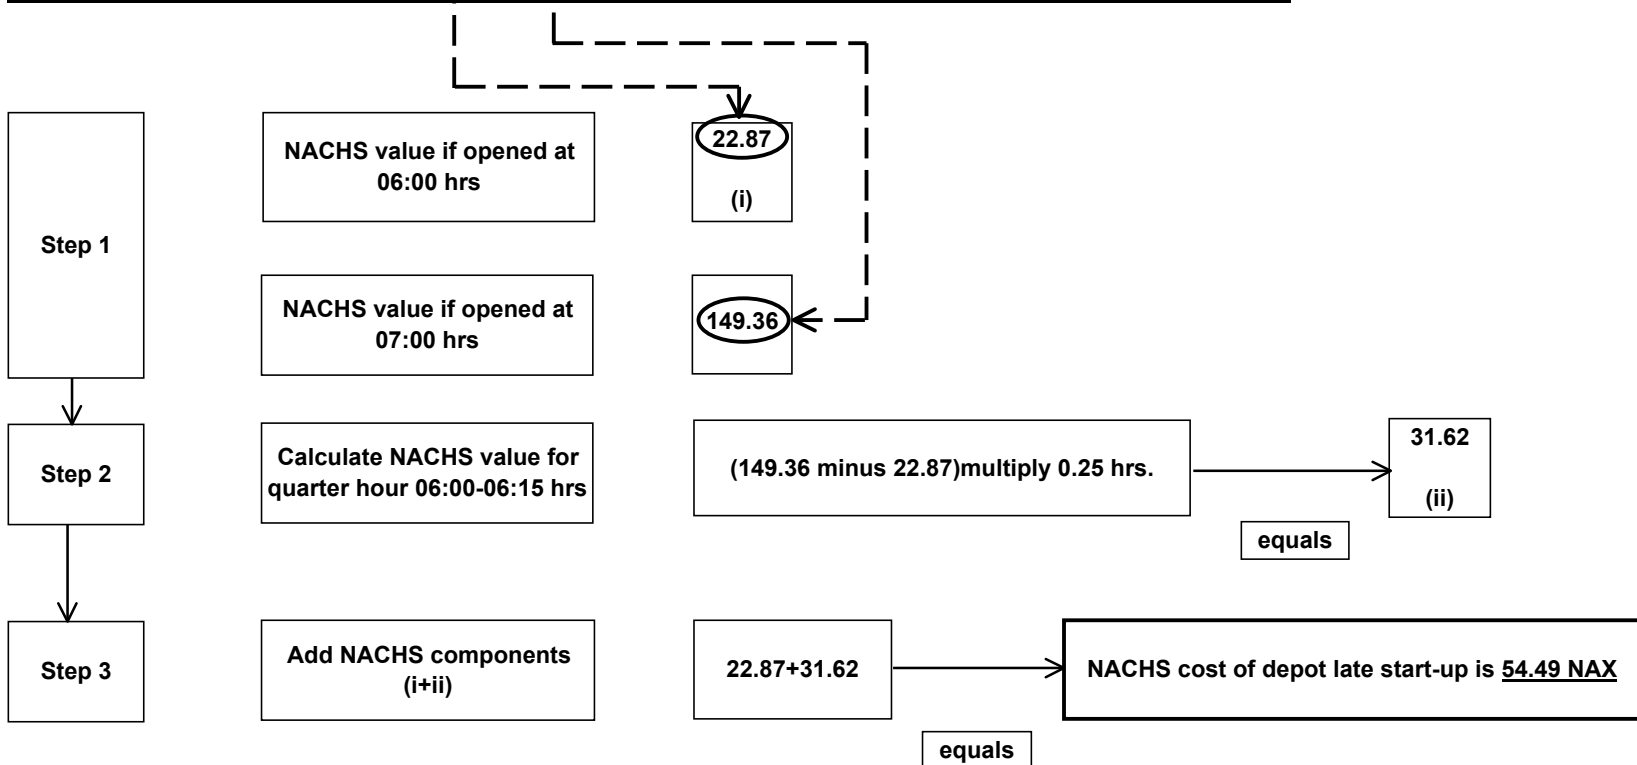 Step 1
NACHS value if opened at
06:00 hrs
22.87
(i)
NACHS value if opened at
07:00 hrs
149.36
Step 2
Calculate NACHS value for
quarter hour 06:00-06:15 hrs
(149.36 minus 22.87)multiply 0.25 hrs.
equals
31.62
(ii)
Step 3
Add NACHS components
(i+ii)
22.87+31.62
equals
NACHS cost of depot late start-up is 54.49 NAX